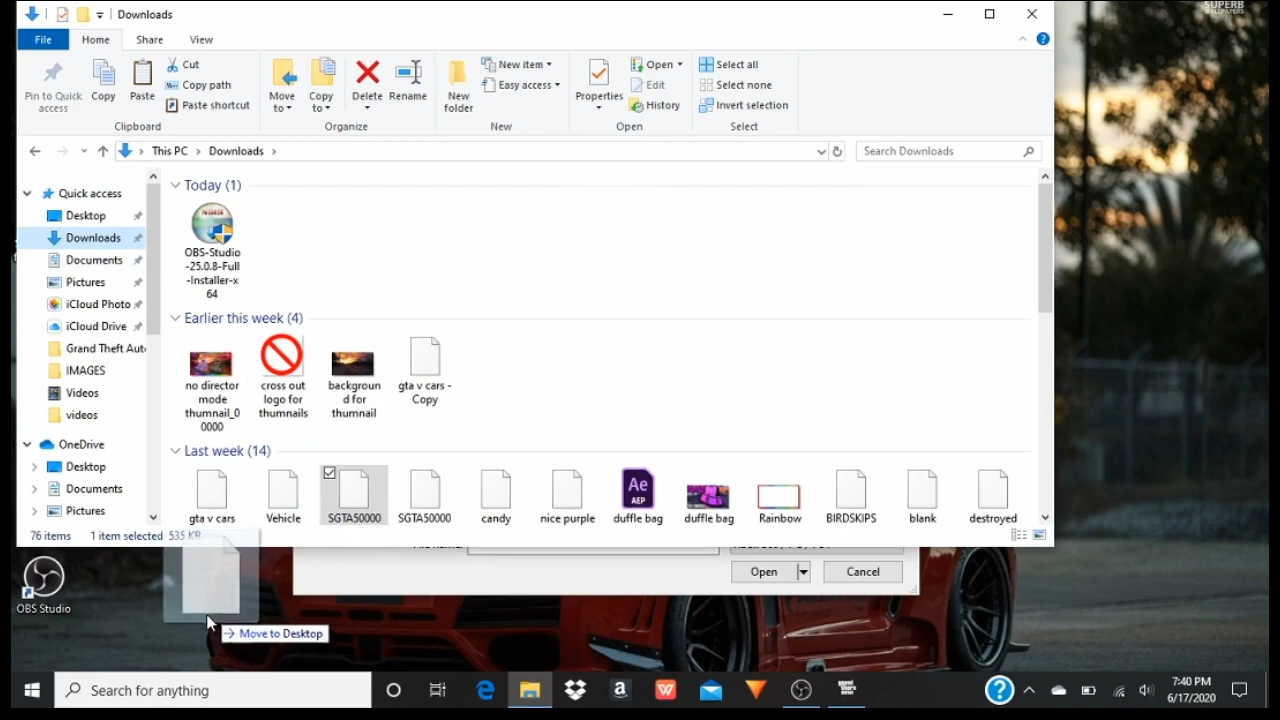 Downloads
SUPERB
WALLPAPERS
File Home Share View
Pin to Quick access
Copy
Paste
Cut
Copy path
Paste shortcut
Clipboard
Move to
Copy to
Delete
Rename
Organize
New folder
New item
Easy access
New
Properties
Open
Edit
History
Open
Select all
Select none
Invert selection
Select
This PC > Downloads >
Search Downloads
Quick access
Desktop
Downloads
Documents
Pictures
iCloud Photo
iCloud Drive
Grand Theft Auto
IMAGES
Videos
videos
OneDrive
Desktop
Documents
Pictures
Today (1)
NSIS
OBS-Studio
-25.0.8-Full
-Installer-x
64
Earlier this week (4)
no director
mode
thumnail_0
0000
cross out
logo for
thumnails
backgroun
d for
thumnail
gta v cars -
Copy
Last week (14)
gta v cars
Vehicle
SGTA50000
SGTA50000
candy
nice purple
Ae
AEP
duffle bag
duffle bag
Rainbow
BIRDSKIPS
blank
destroyed
76 items 1 item selected 535 KB
Open
Cancel
OBS Studio
Move to Desktop
Search for anything
7:40 PM
6/17/2020